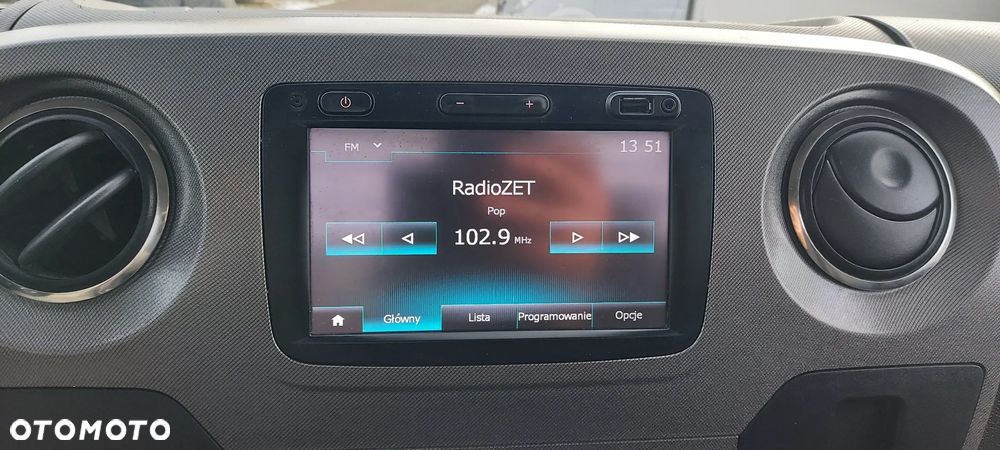 FM
13 51
RadioZET
Pop
102.9 MHz
Główny Lista Programowanie Opcje
OTOMOTO